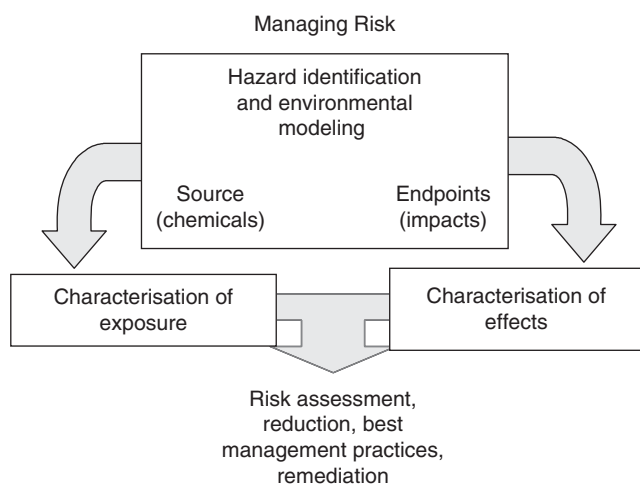 Managing Risk
Hazard identification
and environmental
modeling
Source
(chemicals)
Endpoints
(impacts)
Characterisation of
exposure
Characterisation of
effects
Risk assessment,
reduction, best
management practices,
remediation